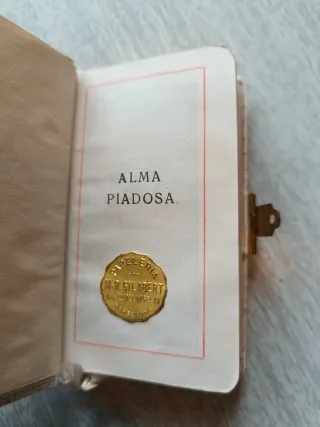 ALMA
PIADOSA
PAPELERIA
M.R. GILABERT